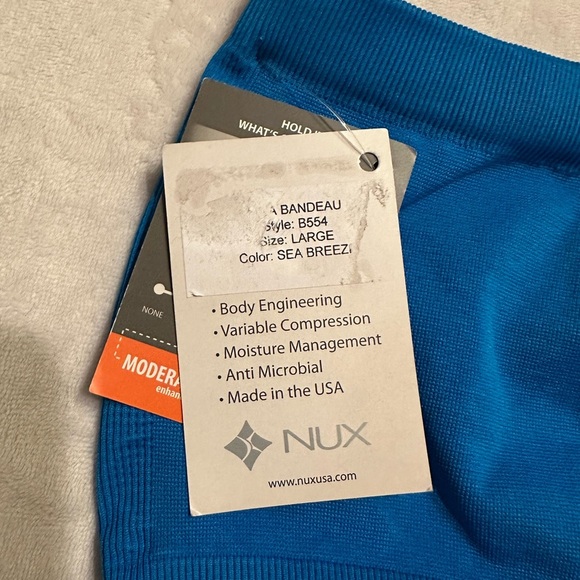 HOLD
WHAT'S
A BANDEAU
Style: B554
Size: LARGE
Color: SEA BREEZE
• Body Engineering
• Variable Compression
• Moisture Management
• Anti Microbial
• Made in the USA
NUX
www.nuxusa.com
NONE
MODERA
enhan